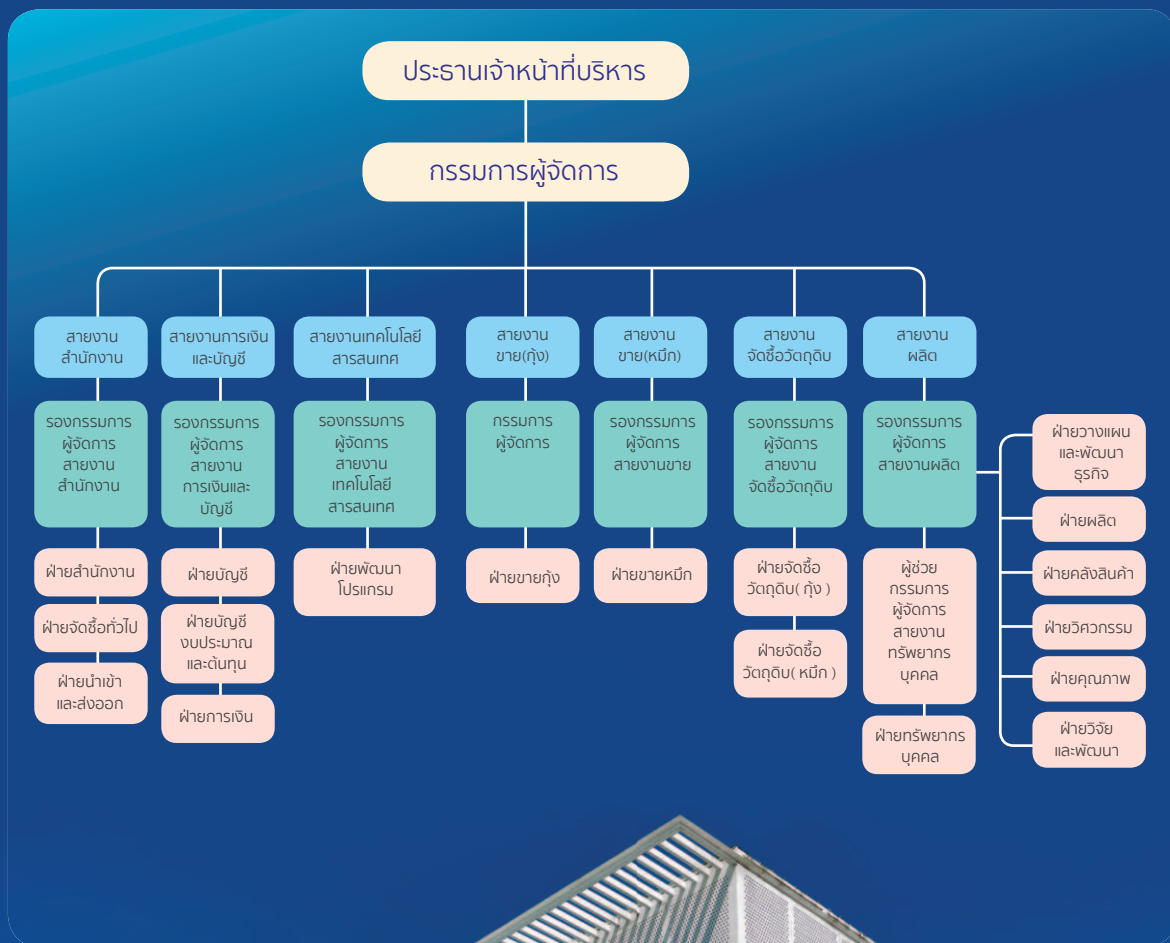 ประธานเจ้าหน้าที่บริหาร
กรรมการผู้จัดการ
สายงาน
สำนักงาน
สายงานการเงิน
และบัญชี
สายงานเทคโนโลยี
สารสนเทศ
สายงาน
ขาย(กุ้ง)
สายงาน
ขาย(หมึก)
สายงาน
จัดซื้อวัตถุดิบ
สายงาน
ผลิต
รองกรรมการ
ผู้จัดการ
สายงาน
สำนักงาน
รองกรรมการ
ผู้จัดการ
สายงาน
การเงินและ
บัญชี
รองกรรมการ
ผู้จัดการ
สายงาน
เทคโนโลยี
สารสนเทศ
กรรมการ
ผู้จัดการ
รองกรรมการ
ผู้จัดการ
สายงานขาย
รองกรรมการ
ผู้จัดการ
สายงาน
จัดซื้อวัตถุดิบ
รองกรรมการ
ผู้จัดการ
สายงานผลิต
ฝ่ายสำนักงาน
ฝ่ายจัดซื้อทั่วไป
ฝ่ายนำเข้า
และส่งออก
ฝ่ายบัญชี
ฝ่ายบัญชี
งบประมาณ
และต้นทุน
ฝ่ายการเงิน
ฝ่ายพัฒนา
โปรแกรม
ฝ่ายขายกุ้ง
ฝ่ายขายหมึก
ฝ่ายจัดซื้อ
วัตถุดิบ( กุ้ง )
ฝ่ายจัดซื้อ
วัตถุดิบ( หมึก )
ผู้ช่วย
กรรมการ
ผู้จัดการ
สายงาน
ทรัพยากร
บุคคล
ฝ่ายทรัพยากร
บุคคล
ฝ่ายวางแผน
และพัฒนา
ธุรกิจ
ฝ่ายผลิต
ฝ่ายคลังสินค้า
ฝ่ายวิศวกรรม
ฝ่ายคุณภาพ
ฝ่ายวิจัย
และพัฒนา